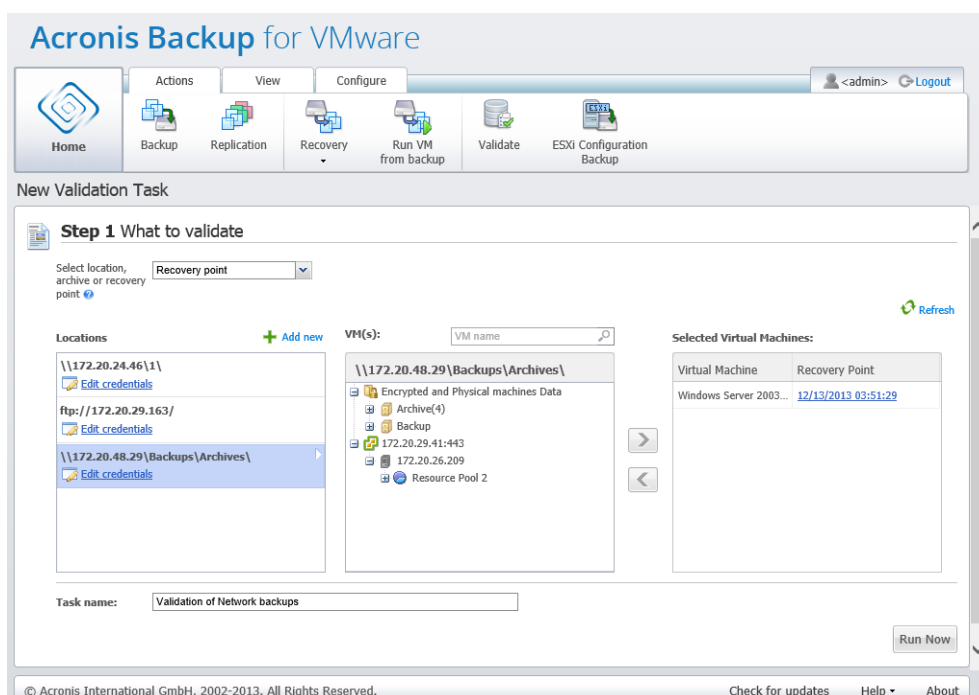 Acronis Backup for VMware
Actions
View
Configure
<admin>
Logout
Home
Backup
Replication
Recovery
Run VM
from backup
Validate
ESXi
ESXi Configuration
Backup
New Validation Task
Step 1 What to validate
Select location,
archive or recovery
point
Recovery point
Refresh
Locations
Add new
VM(s):
VM name
Selected Virtual Machines:
\\172.20.24.46\1\
Edit credentials
ftp://172.20.29.163/
Edit credentials
\\172.20.48.29\Backups\Archives\
Edit credentials
\\172.20.48.29\Backups\Archives\
Encrypted and Physical machines Data
Archive(4)
Backup
172.20.29.41:443
172.20.26.209
Resource Pool 2
Virtual Machine
Recovery Point
Windows Server 2003...
12/13/2013 03:51:29
Task name:
Validation of Network backups
Run Now
© Acronis International GmbH, 2002-2013. All Rights Reserved.
Check for updates
Help
About